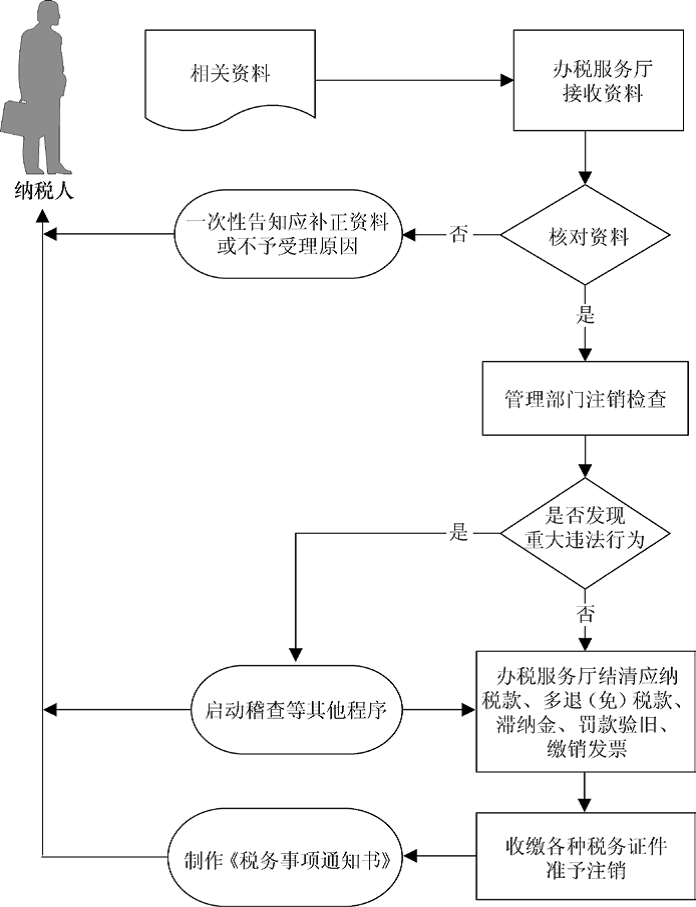 相关资料
办税服务厅
接收资料
纳税人
一次性告知应补正资料
或不予受理原因
否
核对资料
是
管理部门注销检查
是否发现
重大违法行为
是
否
启动稽查等其他程序
办税服务厅结清应纳
税款、多退（免）税款、
滞纳金、罚款验旧、
缴销发票
制作《税务事项通知书》
收缴各种税务证件
准予注销